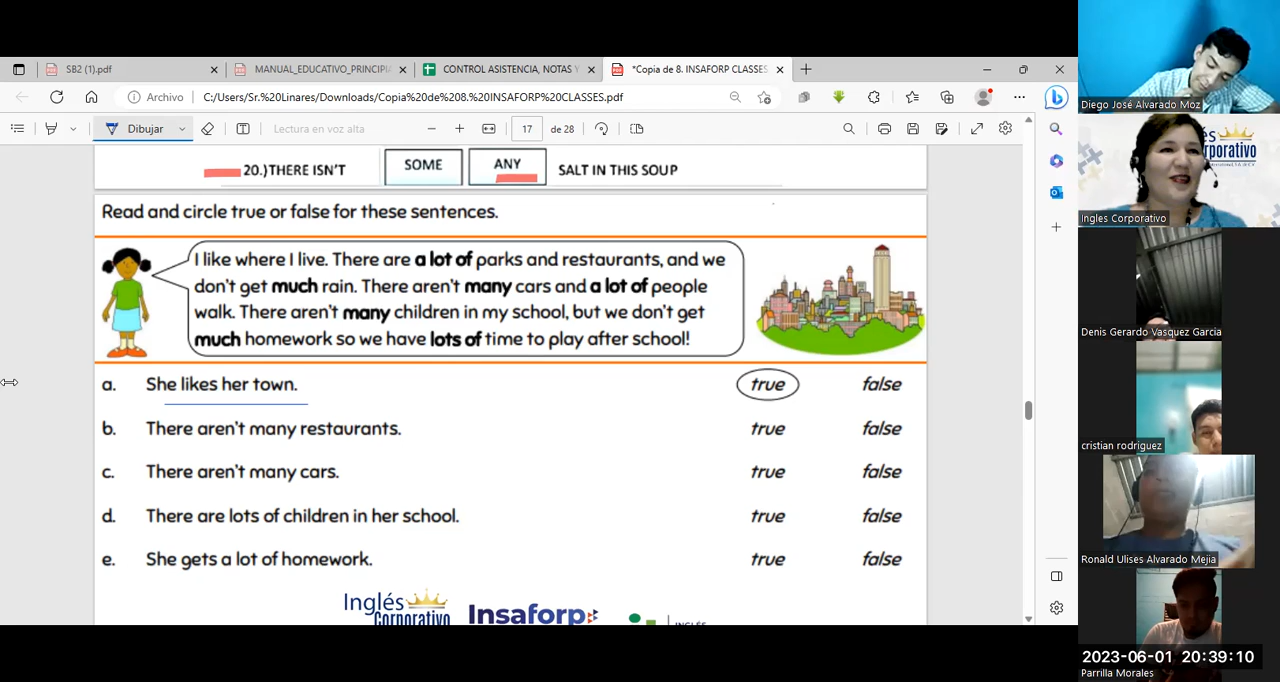 SB2 (1).pdf
MANUAL_EDUCATIVO_PRINCIPI
CONTROL ASISTENCIA, NOTAS Y
*Copia de 8. INSAFORP CLASSES
Archivo
C:/Users/Sr.%20Linares/Downloads/Copia%20de%208.%20INSAFORP%20CLASSES.pdf
Dibujar
Lectura en voz alta
17
de 28
20.)THERE ISN'T SOME ANY SALT IN THIS SOUP
Read and circle true or false for these sentences.
I like where I live. There are a lot of parks and restaurants, and we
don't get much rain. There aren't many cars and a lot of people
walk. There aren't many children in my school, but we don't get
much homework so we have lots of time to play after school!
a. She likes her town. true false
b. There aren't many restaurants. true false
c. There aren't many cars. true false
d. There are lots of children in her school. true false
e. She gets a lot of homework. true false
Inglés
Corporativo
Insaforp
Diego José Alvarado Moz
Ingles Corporativo
Denis Gerardo Vasquez Garcia
cristian rodriguez
Ronald Ulises Alvarado Mejia
2023-06-01 20:39:10
Parrilla Morales